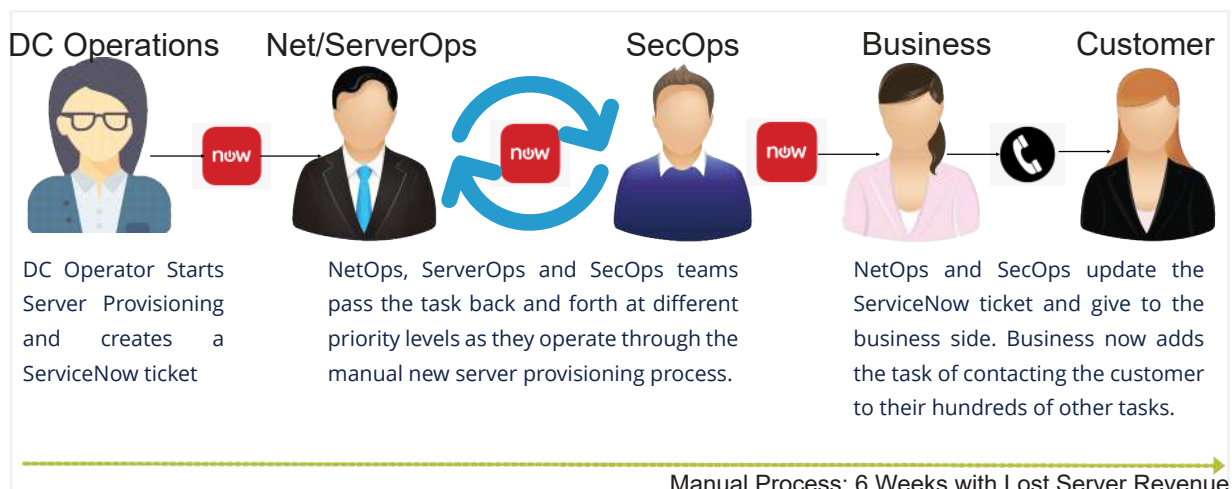 DC Operations
Net/ServerOps
SecOps
Business
Customer
now
now
now
DC Operator Starts
Server Provisioning
and creates a
ServiceNow ticket
NetOps, ServerOps and SecOps teams
pass the task back and forth at different
priority levels as they operate through the
manual new server provisioning process.
NetOps and SecOps update the
ServiceNow ticket and give to the
business side. Business now adds
the task of contacting the customer
to their hundreds of other tasks.
Manual Process: 6 Weeks with Lost Server Revenue